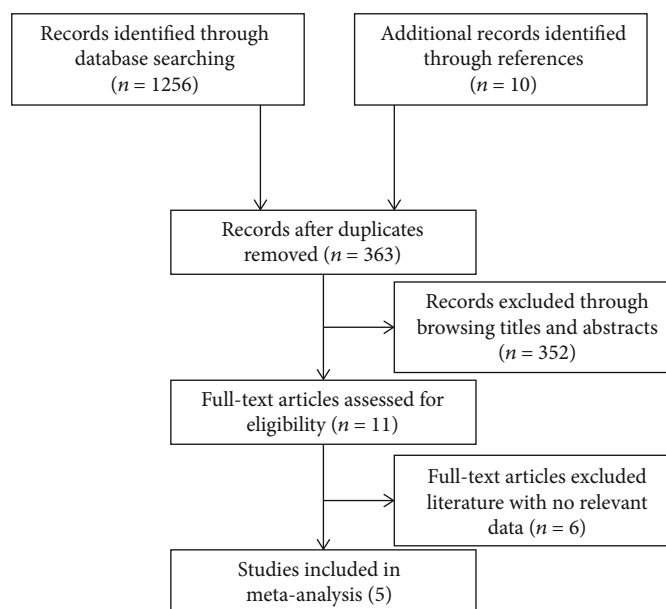 Records identified through
database searching
(n = 1256)
Additional records identified
through references
(n = 10)
Records after duplicates
removed (n = 363)
Records excluded through
browsing titles and abstracts
(n = 352)
Full-text articles assessed for
eligibility (n = 11)
Full-text articles excluded
literature with no relevant
data (n = 6)
Studies included in
meta-analysis (5)